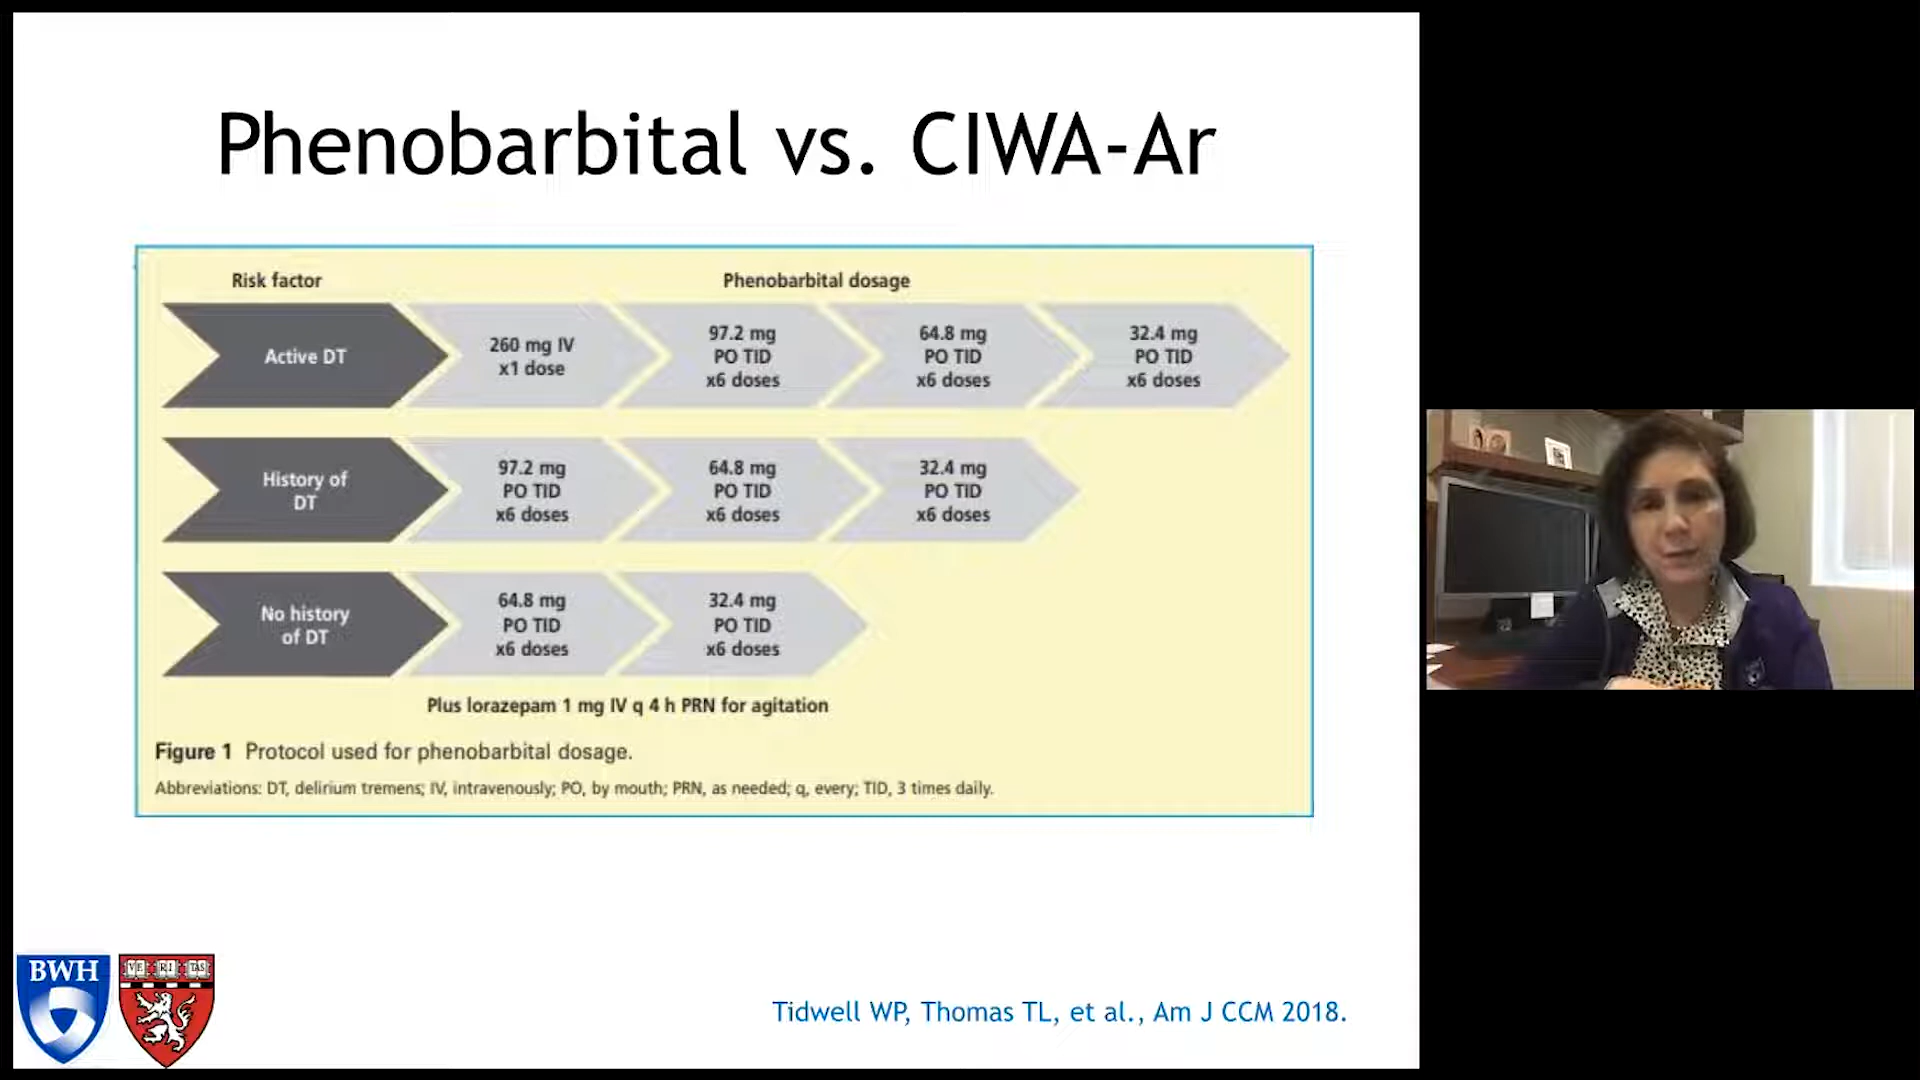 Phenobarbital vs. CIWA-Ar
Risk factor
Phenobarbital dosage
Active DT
260 mg IV
x1 dose
97.2 mg
PO TID
x6 doses
64.8 mg
PO TID
x6 doses
32.4 mg
PO TID
x6 doses
History of
DT
97.2 mg
PO TID
x6 doses
64.8 mg
PO TID
x6 doses
32.4 mg
PO TID
x6 doses
No history
of DT
64.8 mg
PO TID
x6 doses
32.4 mg
PO TID
x6 doses
Plus lorazepam 1 mg IV q 4 h PRN for agitation
Figure 1 Protocol used for phenobarbital dosage.
Abbreviations: DT, delirium tremens; IV, intravenously; PO, by mouth; PRN, as needed; q, every; TID, 3 times daily.
BWH
VE RI TAS
Tidwell WP, Thomas TL, et al., Am J CCM 2018.